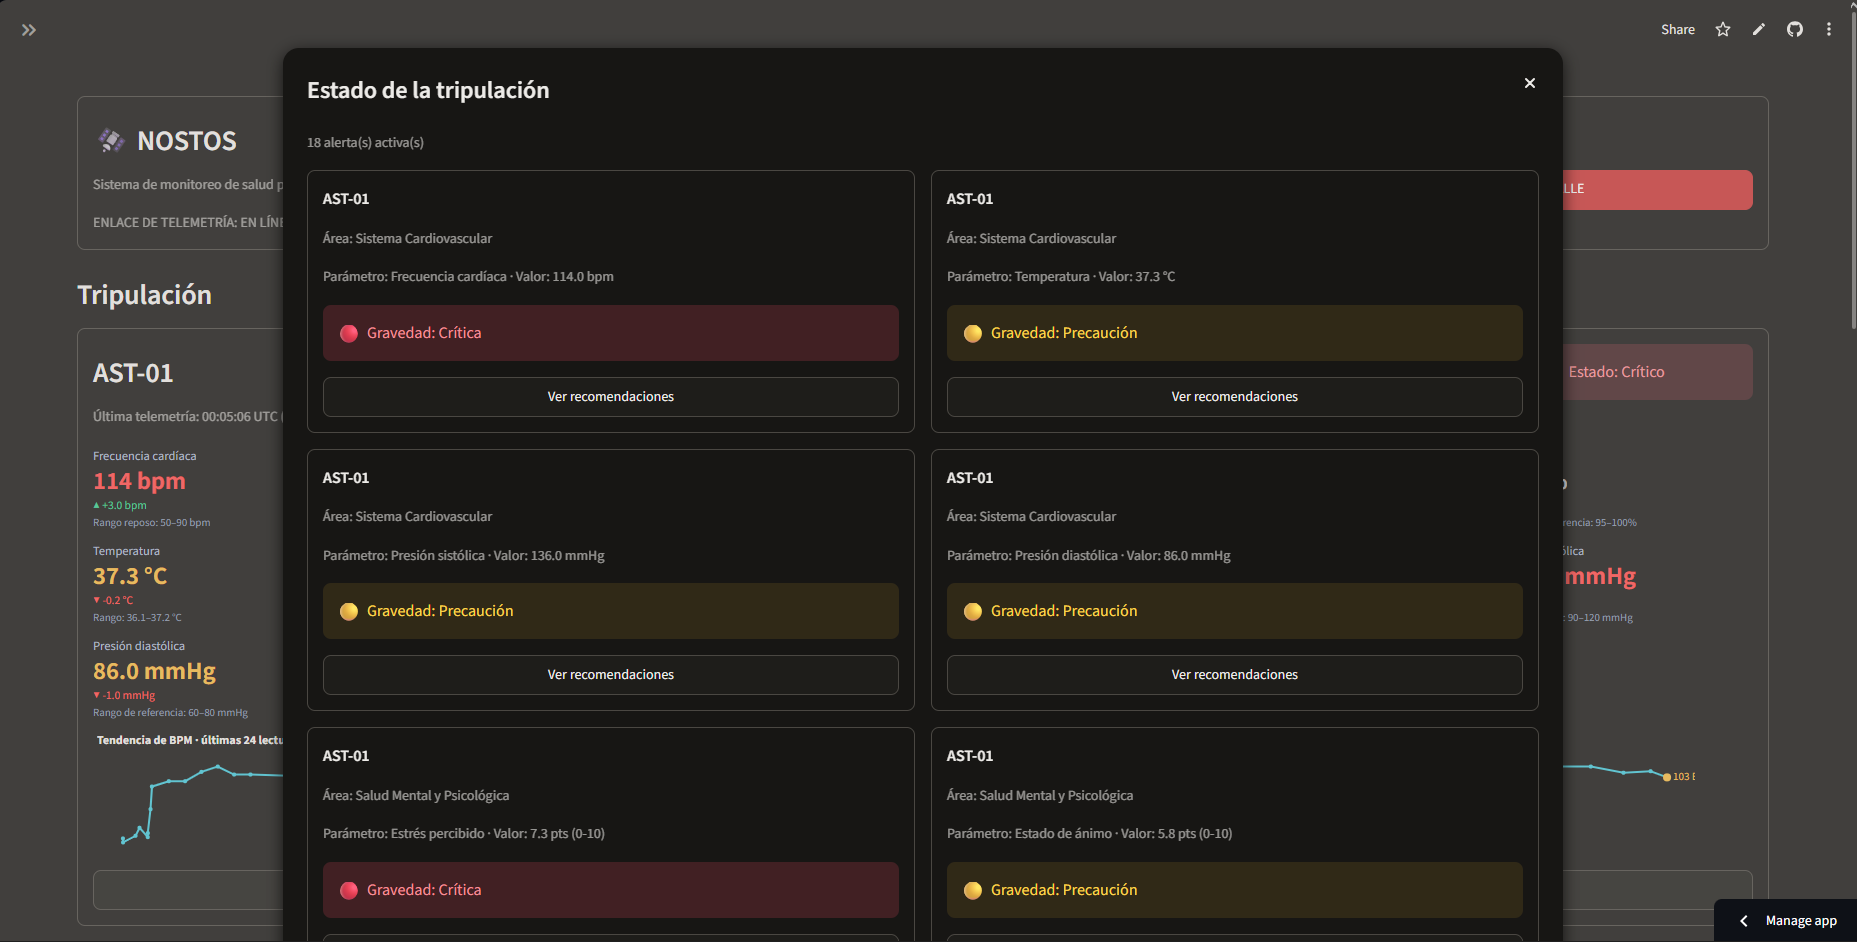 Share
Estado de la tripulación
18 alerta(s) activa(s)
NOSTOS
Sistema de monitoreo de salud
ENLACE DE TELEMETRÍA: EN
Tripulación
AST-01
Última telemetría: 00:05:06 UTC
Frecuencia cardíaca
114 bpm
+3.0 bpm
Rango reposo: 50–90 bpm
Temperatura
37.3 °C
-0.2 °C
Rango: 36.1–37.2 °C
Presión diastólica
86.0 mmHg
-1.0 mmHg
Rango de referencia: 60–80 mmHg
Tendencia de BPM · últimas 24
AST-01
Área: Sistema Cardiovascular
Parámetro: Frecuencia cardíaca · Valor: 114.0 bpm
Gravedad: Crítica
Ver recomendaciones
AST-01
Área: Sistema Cardiovascular
Parámetro: Temperatura · Valor: 37.3 °C
Gravedad: Precaución
Ver recomendaciones
AST-01
Área: Sistema Cardiovascular
Parámetro: Presión sistólica · Valor: 136.0 mmHg
Gravedad: Precaución
Ver recomendaciones
AST-01
Área: Sistema Cardiovascular
Parámetro: Presión diastólica · Valor: 86.0 mmHg
Gravedad: Precaución
Ver recomendaciones
AST-01
Área: Salud Mental y Psicológica
Parámetro: Estrés percibido · Valor: 7.3 pts (0-10)
Gravedad: Crítica
AST-01
Área: Salud Mental y Psicológica
Parámetro: Estado de ánimo · Valor: 5.8 pts (0-10)
Gravedad: Precaución
Estado: Crítico
95–100%
mmHg
90–120 mmHg
103
Manage app